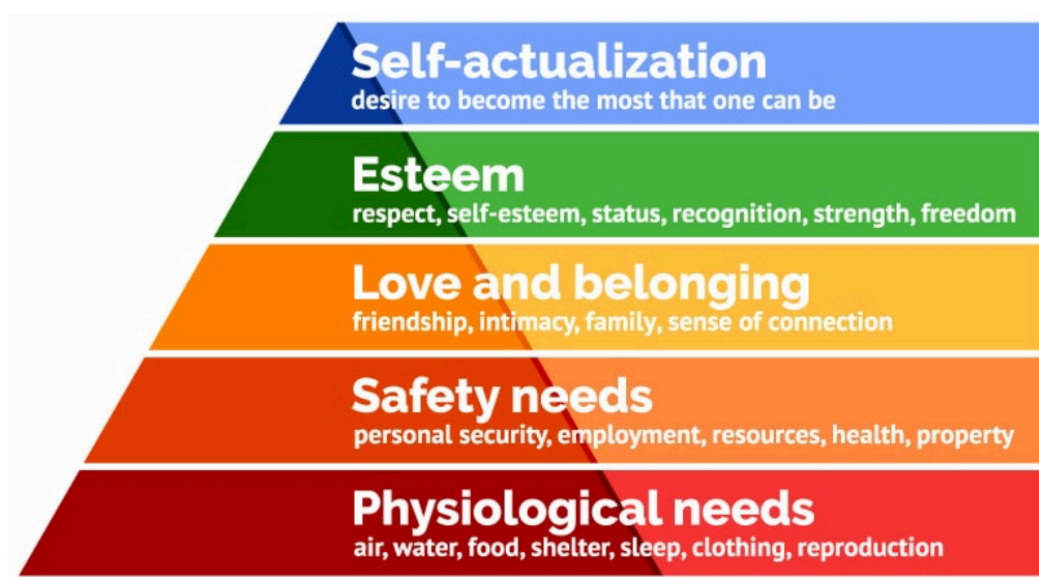 Self-actualization
desire to become the most that one can be
Esteem
respect, self-esteem, status, recognition, strength, freedom
Love and belonging
friendship, intimacy, family, sense of connection
Safety needs
personal security, employment, resources, health, property
Physiological needs
air, water, food, shelter, sleep, clothing, reproduction